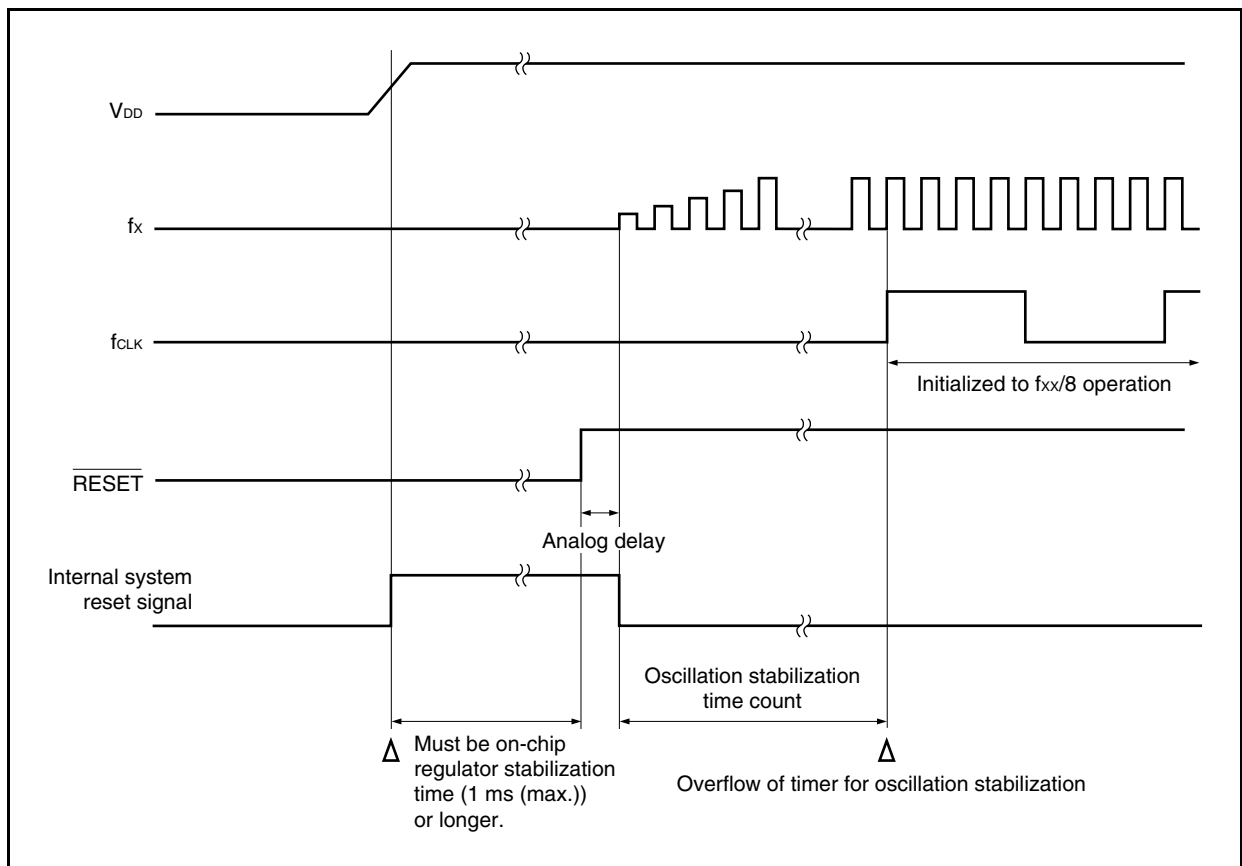 VDD
fX
fCLK
Initialized to fXX/8 operation
RESET
Analog delay
Internal system
reset signal
Oscillation stabilization
time count
Must be on-chip
regulator stabilization
time (1 ms (max.))
or longer.
Overflow of timer for oscillation stabilization